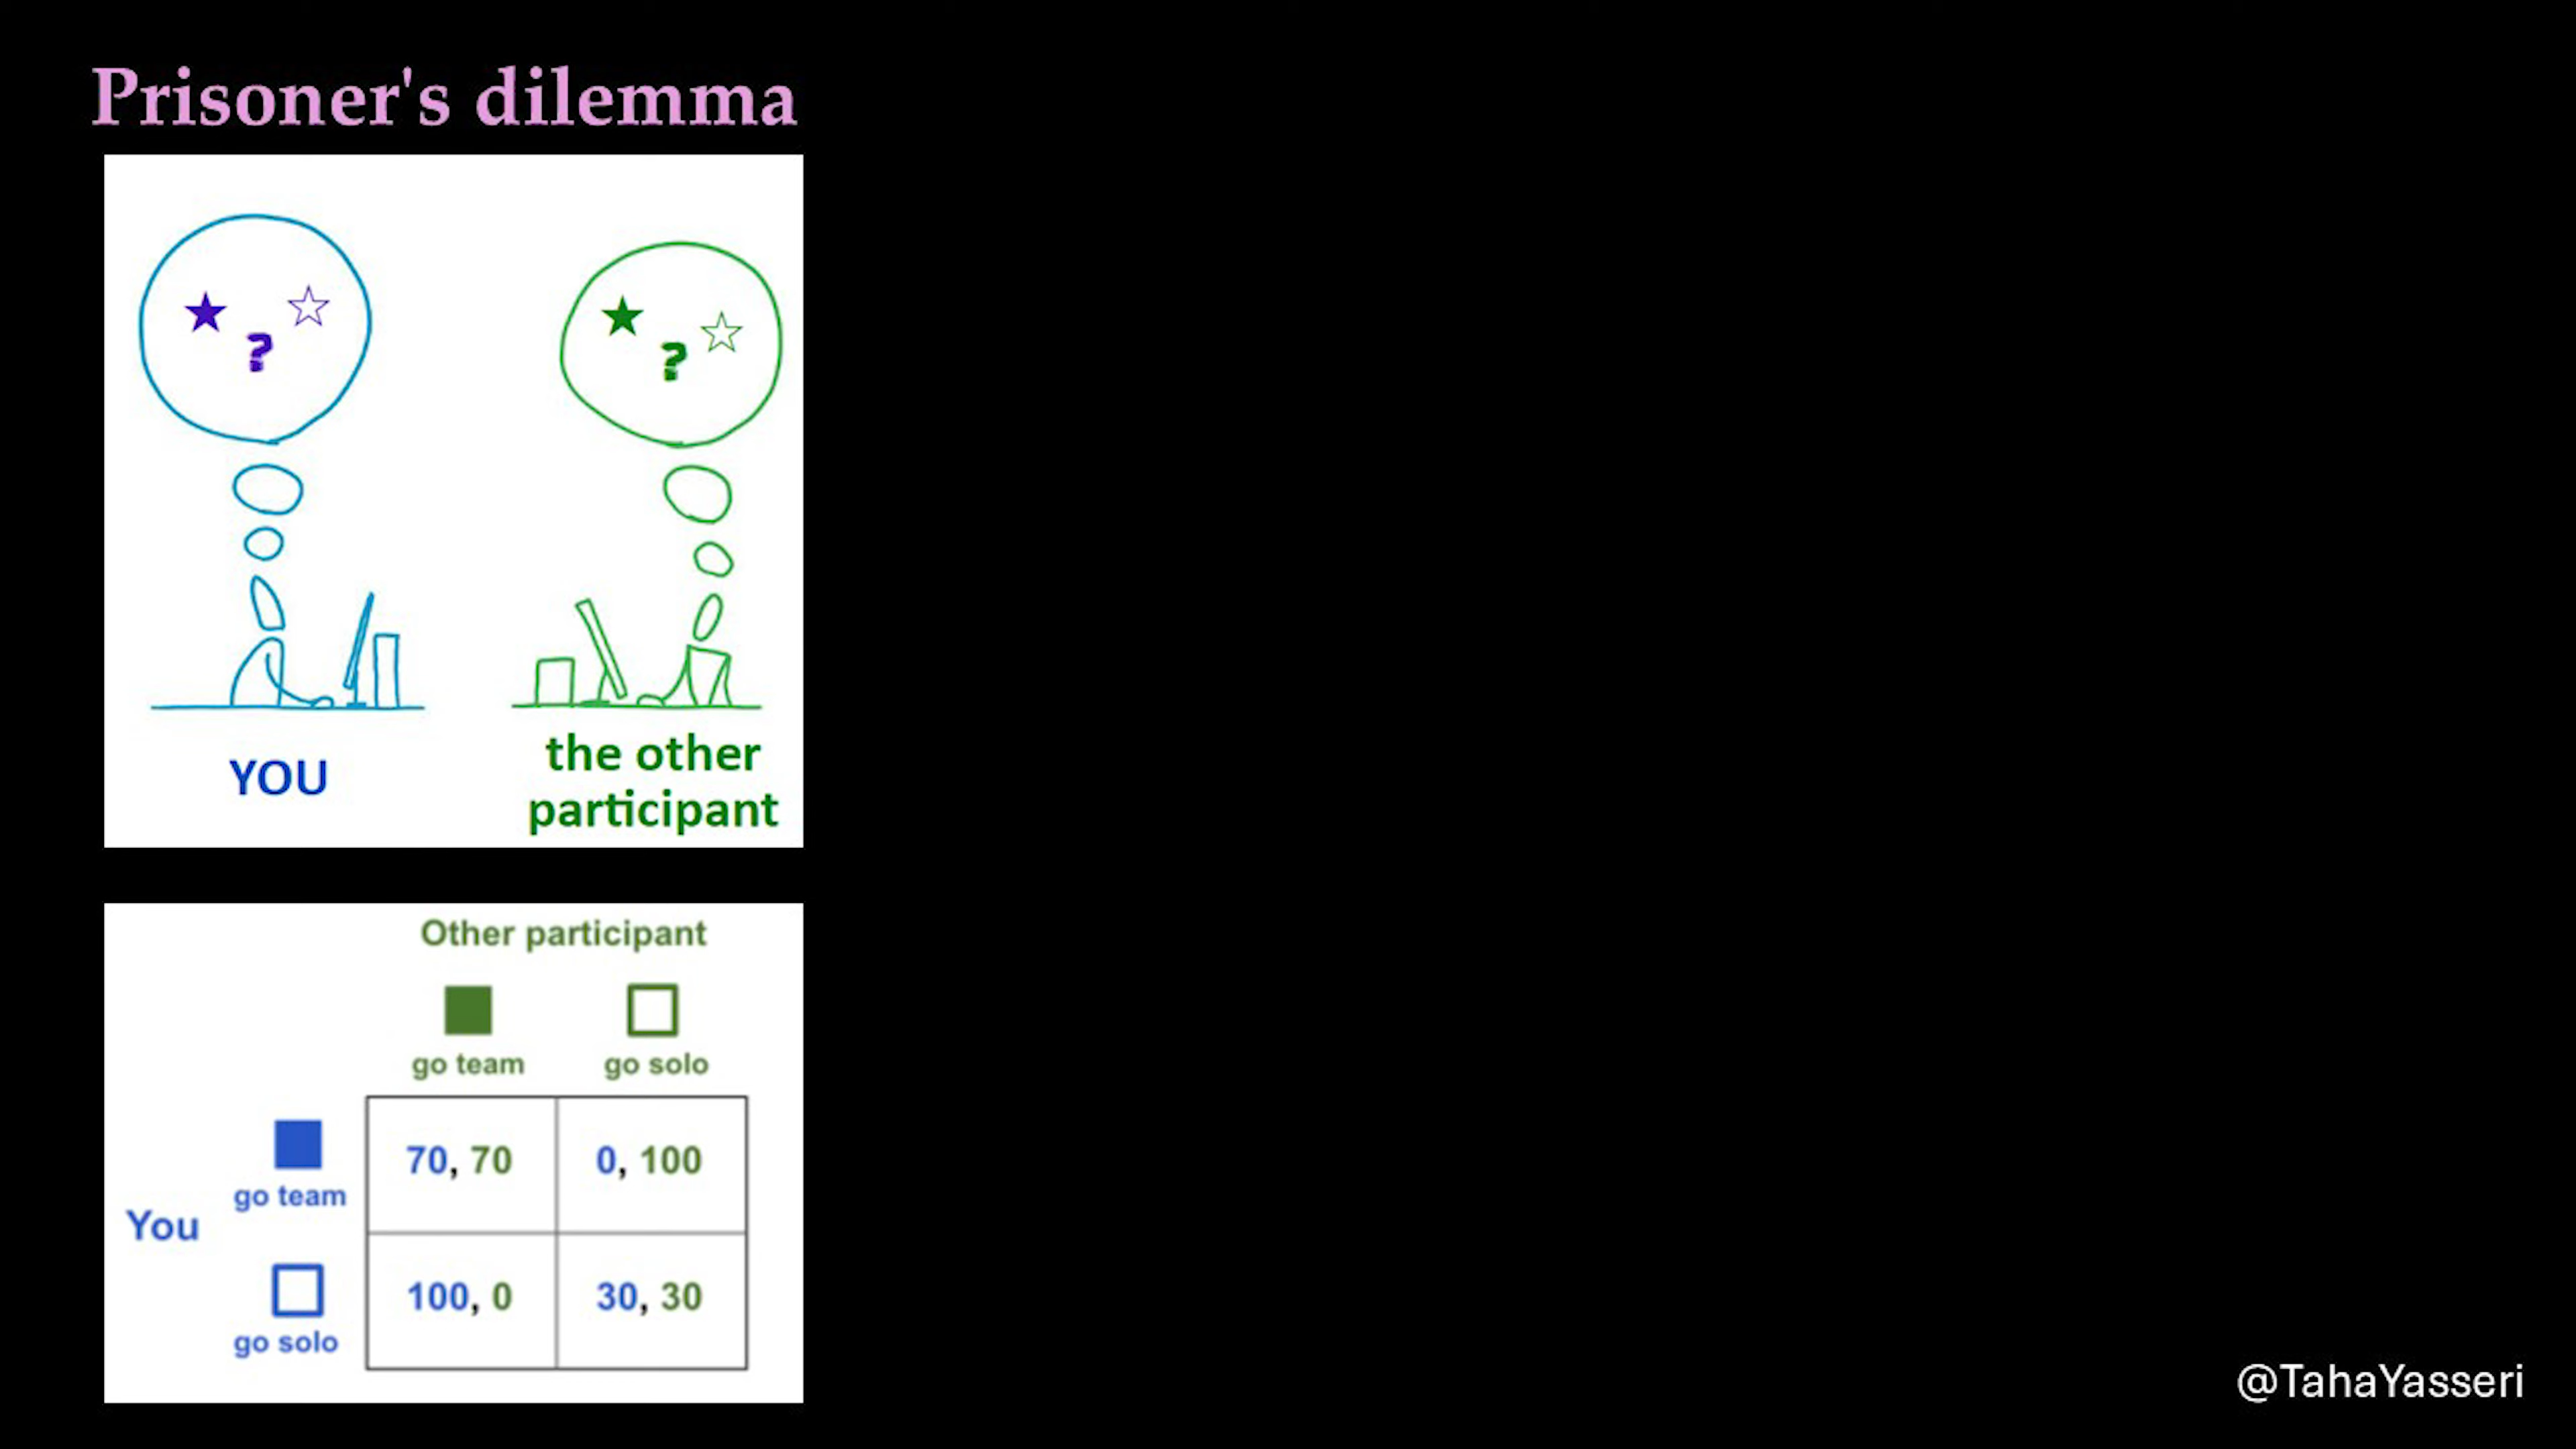 Prisoner's dilemma
?
?
YOU
the other
participant
Other participant
go team
go solo
70, 70
0, 100
go team
You
100, 0
30, 30
go solo
@TahaYasseri